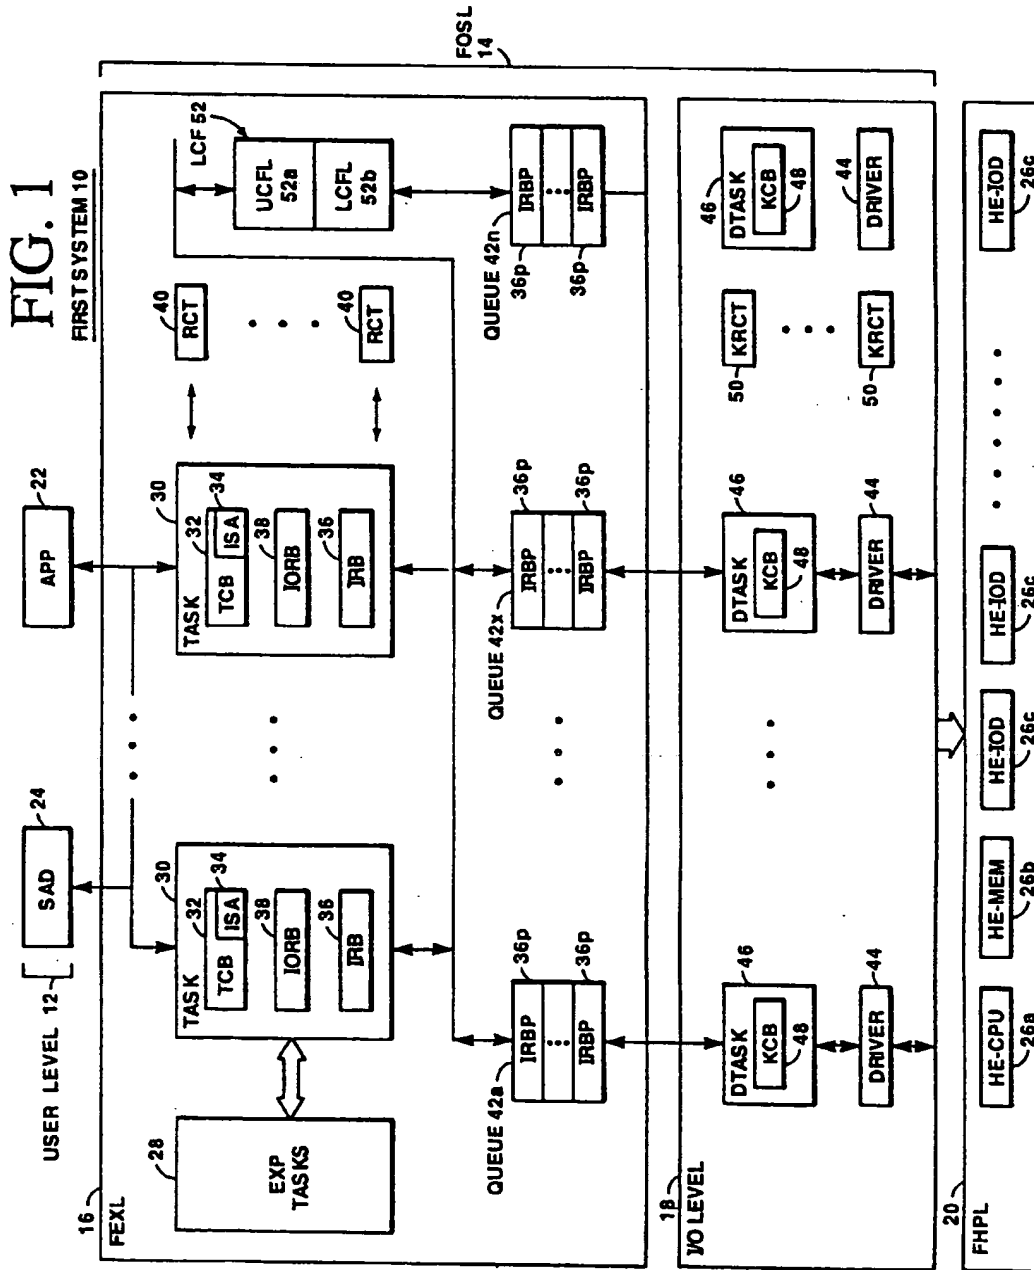 FIG. 1
FIRST SYSTEM 10
USER LEVEL 12
SAD
24
APP
22
16
FEXL
FOSL
14
28
EXP
TASKS
TASK
30
32
TCB
34
ISA
IORB
38
IRB
36
TASK
30
32
TCB
34
ISA
IORB
38
IRB
36
RCT
40
RCT
40
LCF 52
UCFL
52a
LCFL
52b
QUEUE 42a
IRBP
36p
IRBP
36p
QUEUE 42x
IRBP
36p
IRBP
36p
QUEUE 42n
IRBP
36p
IRBP
36p
18
I/O LEVEL
DTASK
46
KCB
48
DRIVER
44
DTASK
46
KCB
48
DRIVER
44
KRCT
50
KRCT
50
DTASK
46
KCB
48
DRIVER
44
20
FHPL
HE-CPU
26a
HE-MEM
26b
HE-IOD
26c
HE-IOD
26c
HE-IOD
26c